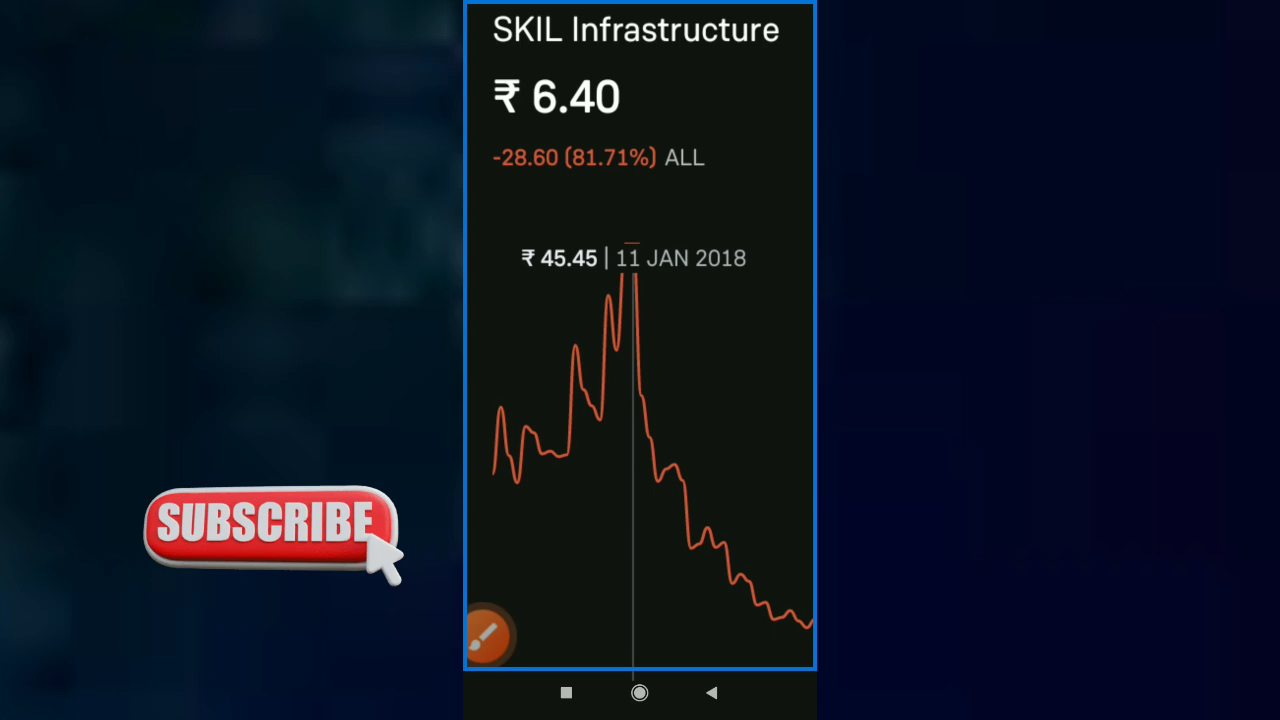 SKIL Infrastructure
₹ 6.40
-28.60 (81.71%) ALL
₹ 45.45 | 11 JAN 2018
SUBSCRIBE